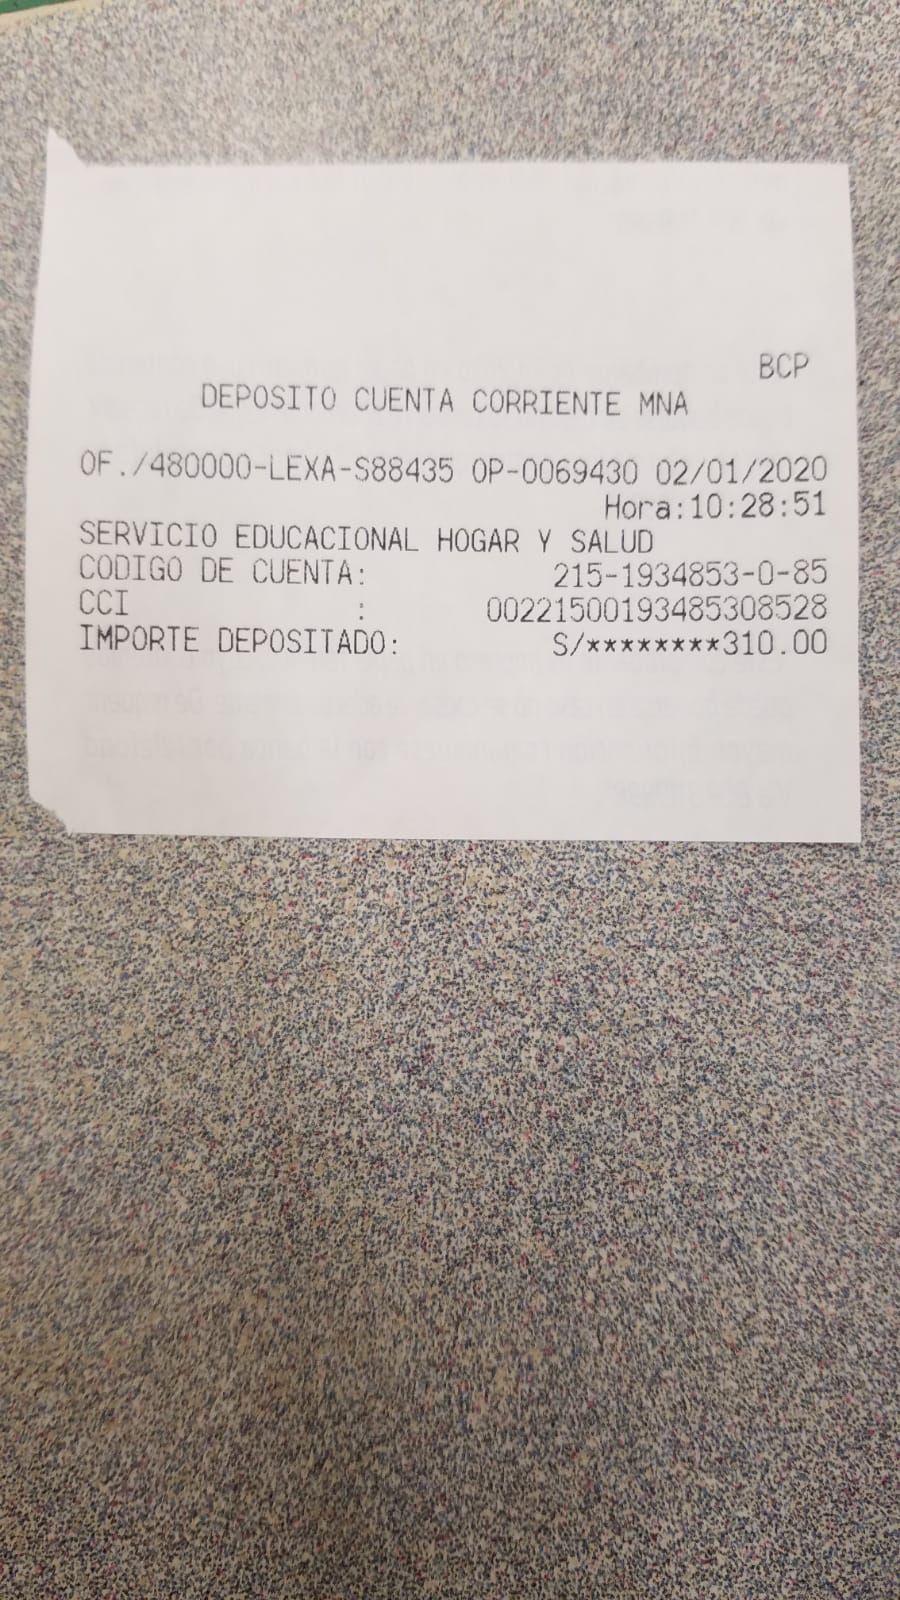 BCP
DEPOSITO CUENTA CORRIENTE MNA
OF./480000-LEXA-S88435 OP-0069430 02/01/2020
Hora:10:28:51
SERVICIO EDUCACIONAL HOGAR Y SALUD
CODIGO DE CUENTA: 215-1934853-0-85
CCI : 00221500193485308528
IMPORTE DEPOSITADO: S/********310.00